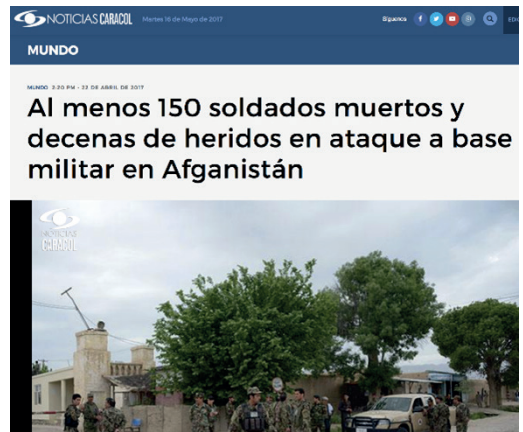 NOTICIAS CARACOL Martes 16 de Mayo de 2017 Síguenos EDIC
MUNDO
MUNDO 3:20 PM - 22 DE ABRIL DE 2017
Al menos 150 soldados muertos y
decenas de heridos en ataque a base
militar en Afganistán
NOTICIAS
CARACOL